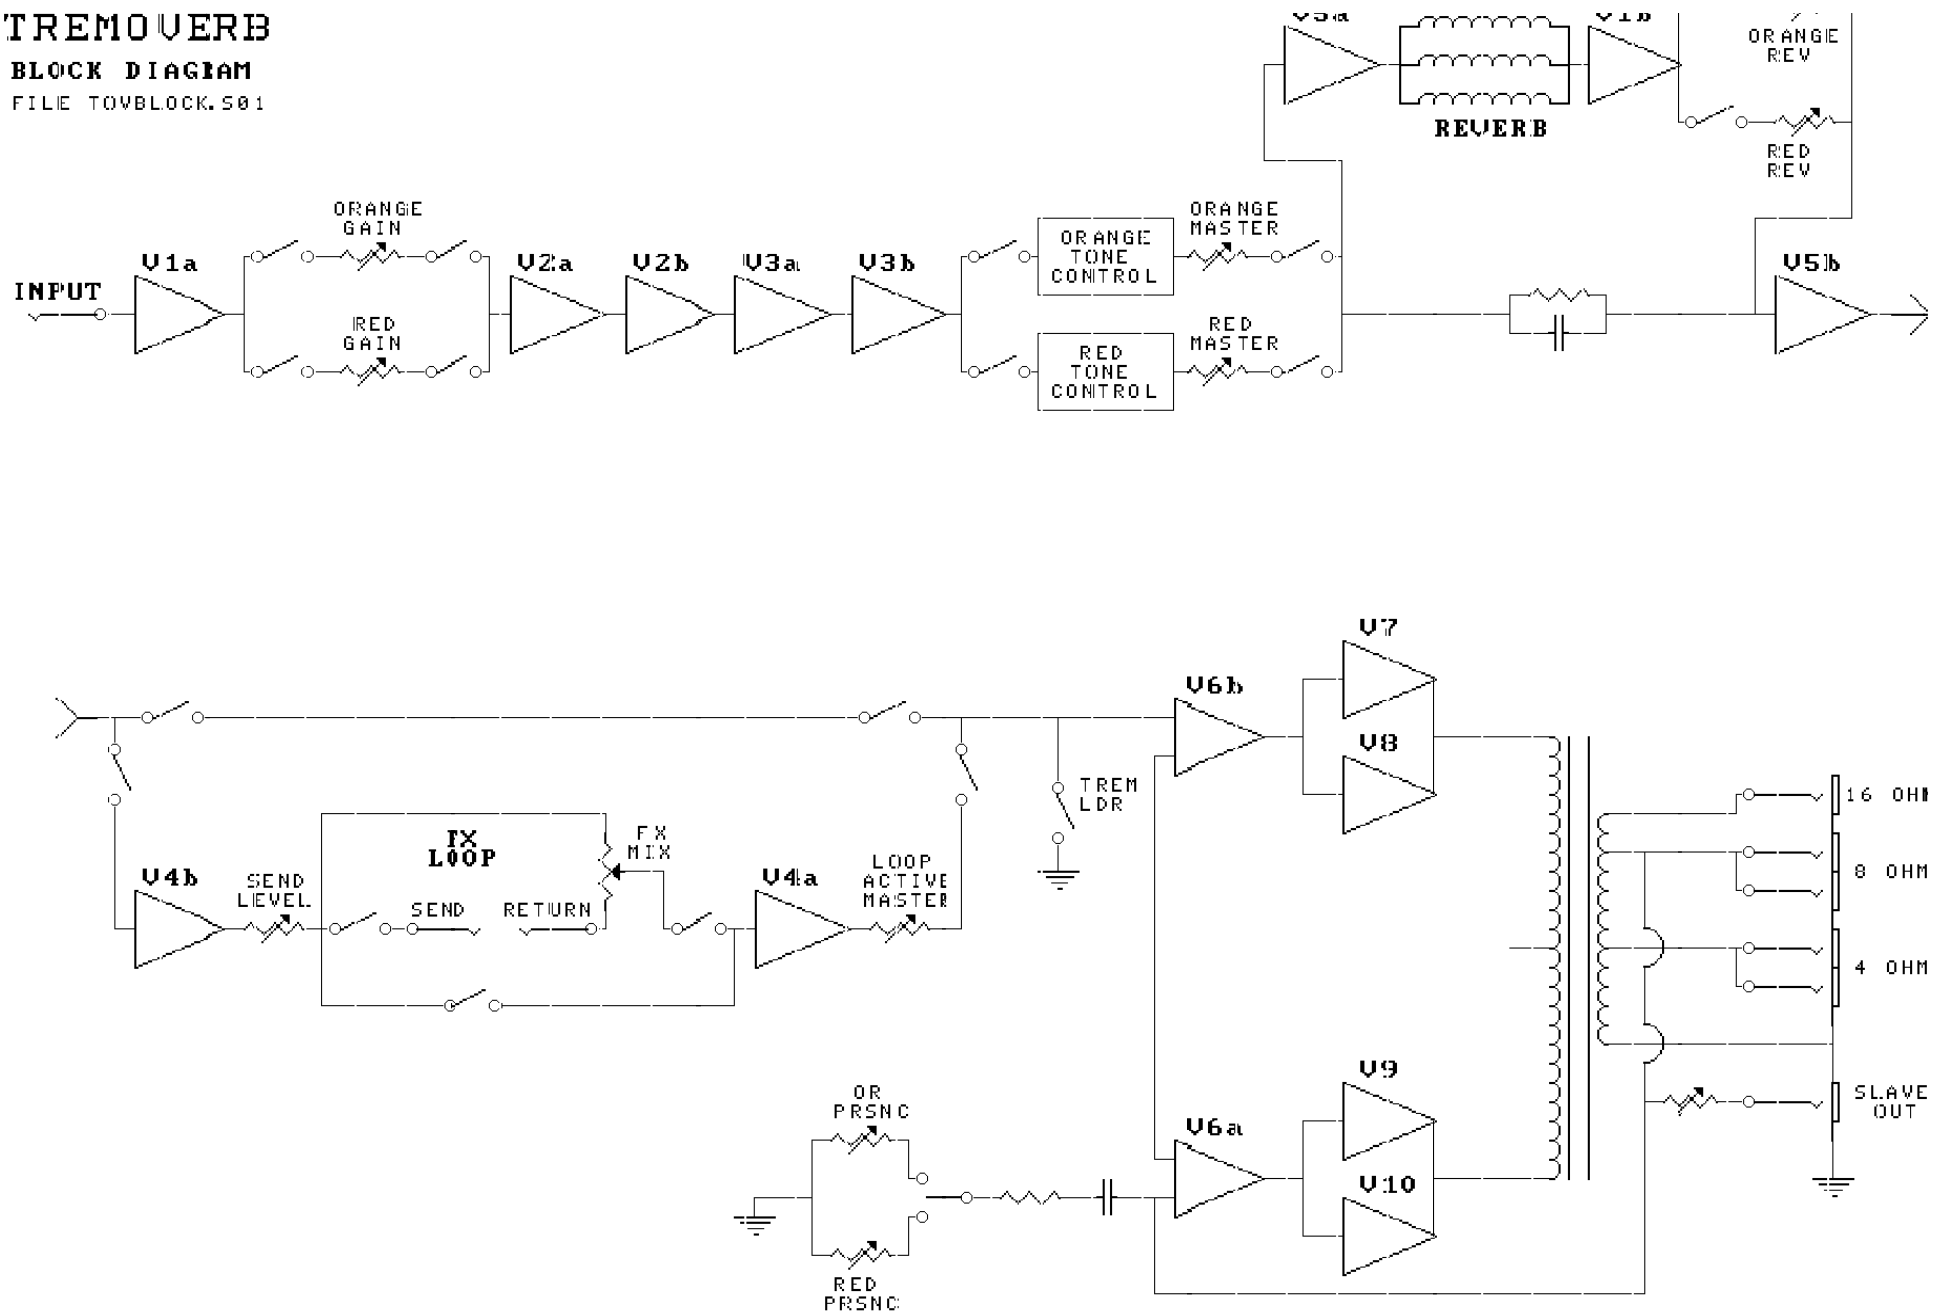 TREMOVERB
BLOCK DIAGRAM
FILE TOVBLOCK.S01
V5a
V1b
ORANGE
REV
REVERB
RED
REV
ORANGE
GAIN
ORANGE
MASTER
V1a
V2a
V2b
V3a
V3b
ORANGE
TONE
CONTROL
V5b
INPUT
RED
GAIN
RED
MASTER
RED
TONE
CONTROL
V7
V6b
V8
TREM
LDR
16 OHM
FX
LOOP
FX
MIX
V4b
SEND
LEVEL
V4a
LOOP
ACTIVE
MASTER
8 OHM
SEND
RETURN
4 OHM
V9
OR
PRSNC
V6a
SLAVE
OUT
V10
RED
PRSNC